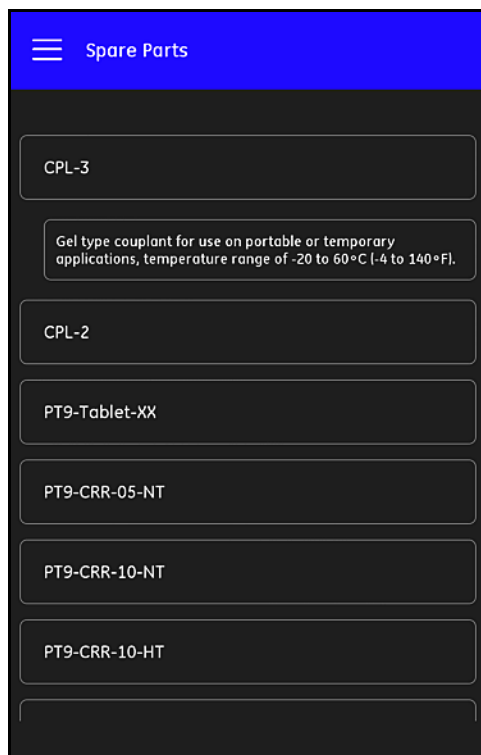 Spare Parts
CPL-3
Gel type couplant for use on portable or temporary
applications, temperature range of -20 to 60°C (-4 to 140°F).
CPL-2
PT9-Tablet-XX
PT9-CRR-05-NT
PT9-CRR-10-NT
PT9-CRR-10-HT